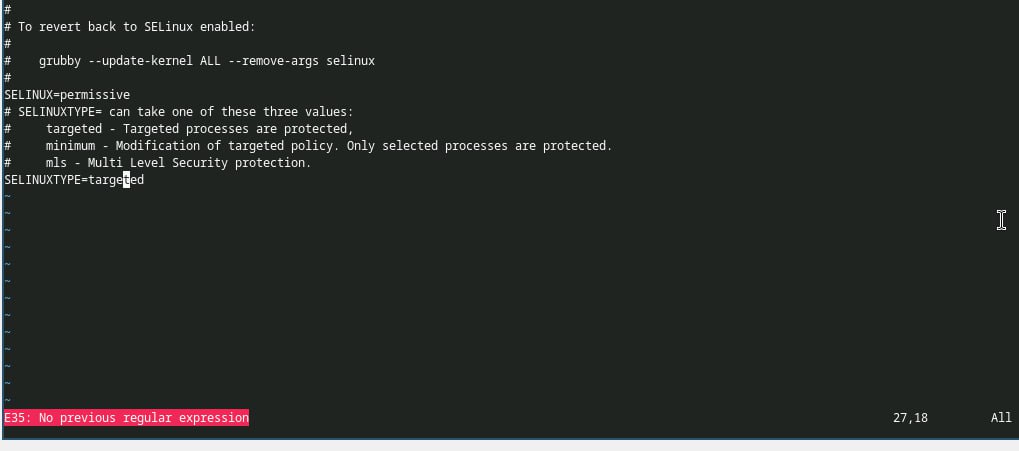 #
# To revert back to SELinux enabled:
#
#    grubby --update-kernel ALL --remove-args selinux
#
SELINUX=permissive
# SELINUXTYPE= can take one of these three values:
#     targeted - Targeted processes are protected,
#     minimum - Modification of targeted policy. Only selected processes are protected.
#     mls - Multi Level Security protection.
SELINUXTYPE=targeted
~
~
~
~
~
~
~
~
~
~
~
~
~
E35: No previous regular expression 27,18 All